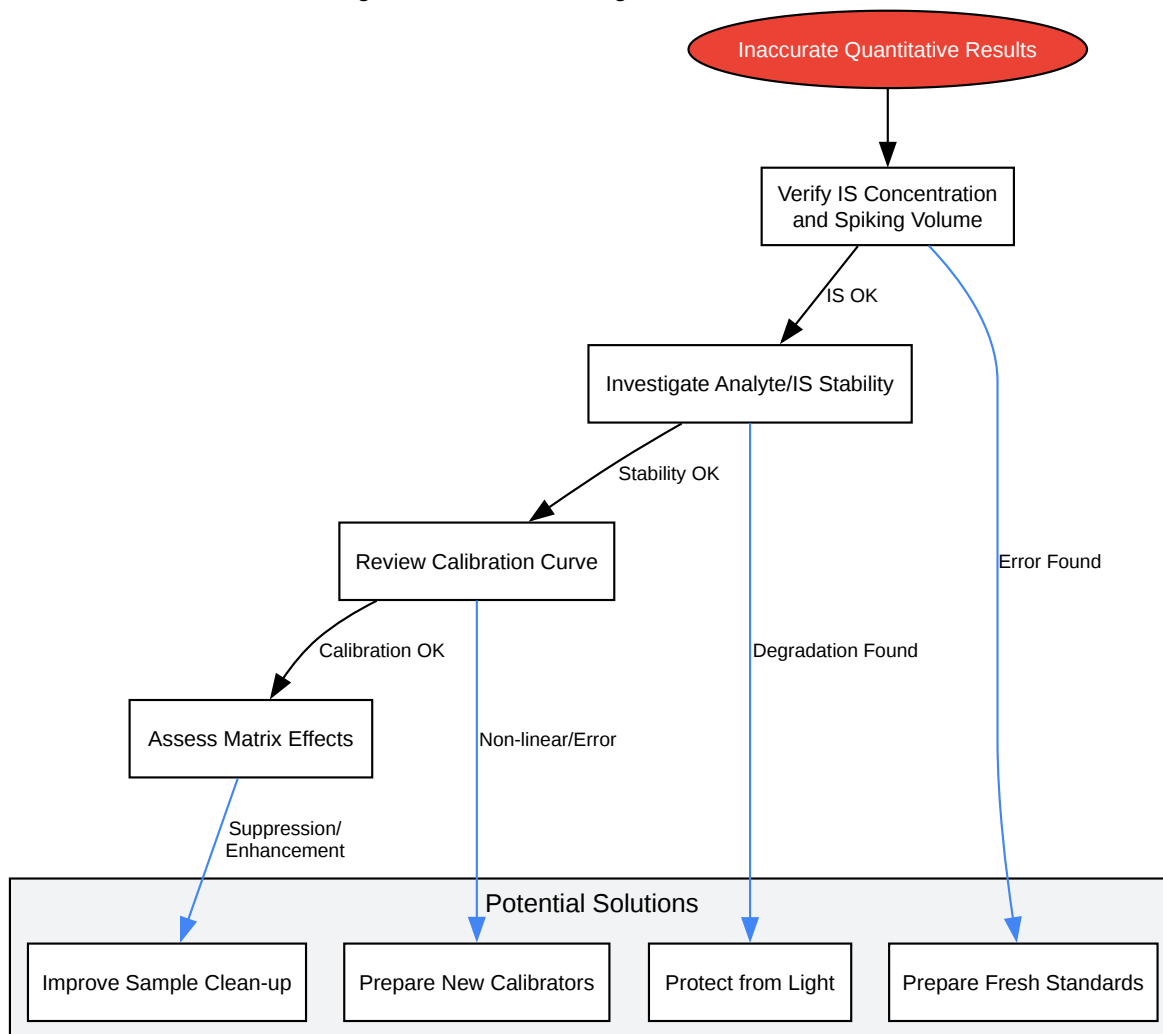 Inaccurate Quantitative Results
Verify IS Concentration
and Spiking Volume
IS OK
Investigate Analyte/IS Stability
Stability OK
Review Calibration Curve
Error Found
Calibration OK
Degradation Found
Assess Matrix Effects
Non-linear/Error
Suppression/
Enhancement
Potential Solutions
Improve Sample Clean-up
Prepare New Calibrators
Protect from Light
Prepare Fresh Standards